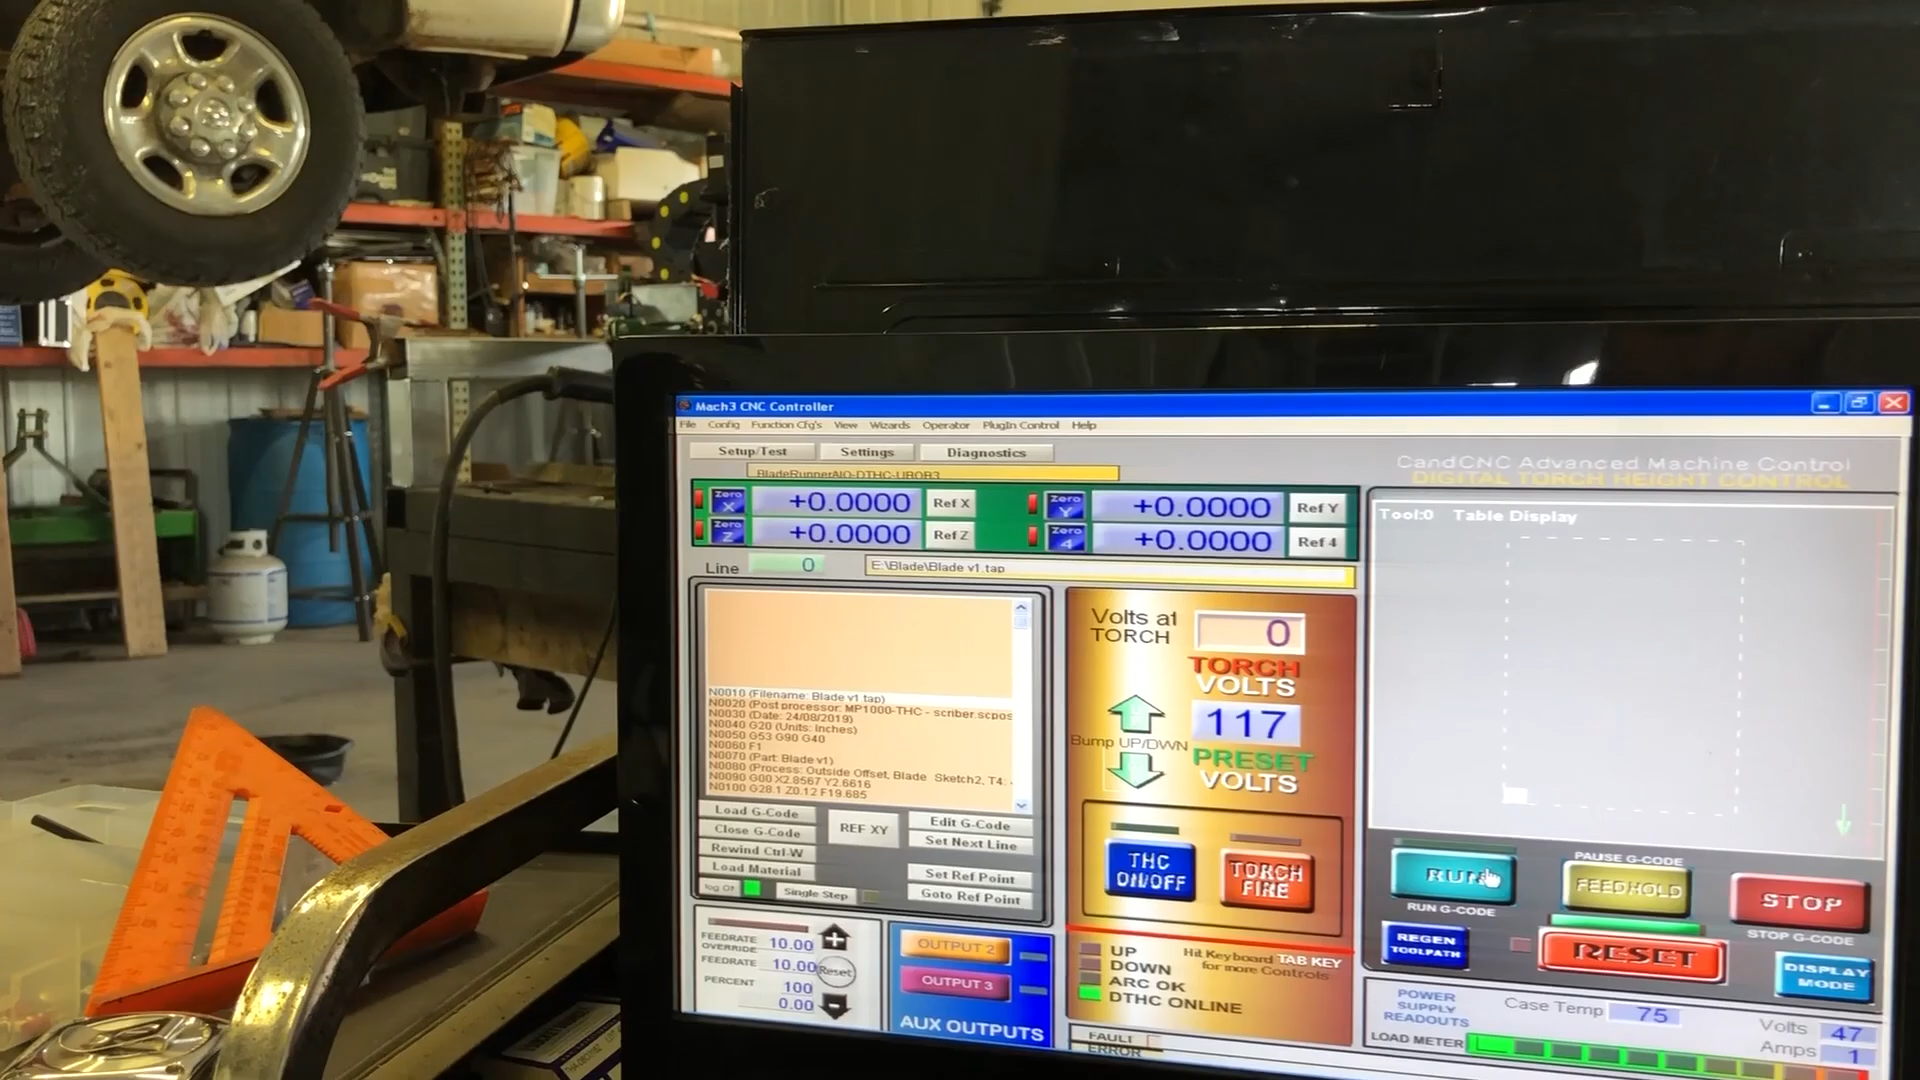 Mach3 CNC Controller
File Config Function Cfg's View Wizards Operator PlugIn Control Help
Setup/Test Settings Diagnostics
BladeRunnerAIO-DTHC-UBOB3
CandCNC Advanced Machine Control
DIGITAL TORCH HEIGHT CONTROL
Zero X +0.0000 Ref X Zero Y +0.0000 Ref Y
Zero Z +0.0000 Ref Z Zero 4 +0.0000 Ref 4
Tool:0 Table Display
Line 0 E:\Blade\Blade v1.tap
N0010 (Filename: Blade v1.tap)
N0020 (Post processor: MP1000-THC - scriber.scpos
N0030 (Date: 24/08/2019)
N0040 G20 (Units: Inches)
N0050 G53 G90 G40
N0060 F1
N0070 (Part: Blade v1)
N0080 (Process: Outside Offset, Blade Sketch2, T4:
N0090 G00 X2.8567 Y2.6616
N0100 G28.1 Z0.12 F19.685
Load G-Code
Close G-Code
Rewind Ctrl-W
Load Material
REF XY
Edit G-Code
Set Next Line
Set Ref Point
Goto Ref Point
Single Step
Volts at
TORCH
0
TORCH
VOLTS
117
Bump UP/DWN
PRESET
VOLTS
THC
ON/OFF
TORCH
FIRE
UP
DOWN
ARC OK
DTHC ONLINE
Hit Keyboard TAB KEY
for more Controls
FEEDRATE
OVERRIDE 10.00
FEEDRATE 10.00
PERCENT 100
0.00
Reset
OUTPUT 2
OUTPUT 3
AUX OUTPUTS
FAULT
ERROR
RUN
RUN G-CODE
PAUSE G-CODE
FEEDHOLD
STOP
STOP G-CODE
REGEN
TOOLPATH
RESET
DISPLAY
MODE
POWER
SUPPLY
READOUTS
Case Temp 75
Volts 47
Amps 1
LOAD METER